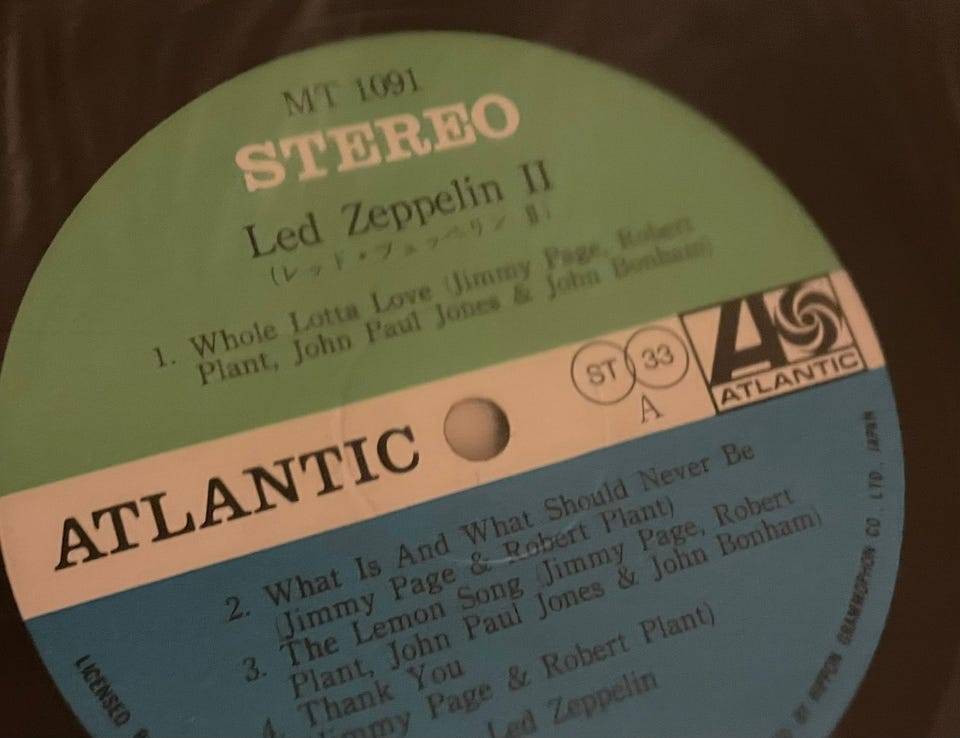 MT 1091
STEREO
Led Zeppelin II
(レッド・ツェッペリン Ⅱ)
1. Whole Lotta Love (Jimmy Page, Robert
Plant, John Paul Jones & John Bonham)
ST 33
A
ATLANTIC
ATLANTIC
2. What Is And What Should Never Be
(Jimmy Page & Robert Plant)
3. The Lemon Song (Jimmy Page, Robert
Plant, John Paul Jones & John Bonham)
4. Thank You
Jimmy Page & Robert Plant)
Led Zeppelin
LICENSED
BY NIPPON GRAMMOPHON CO., LTD., JAPAN